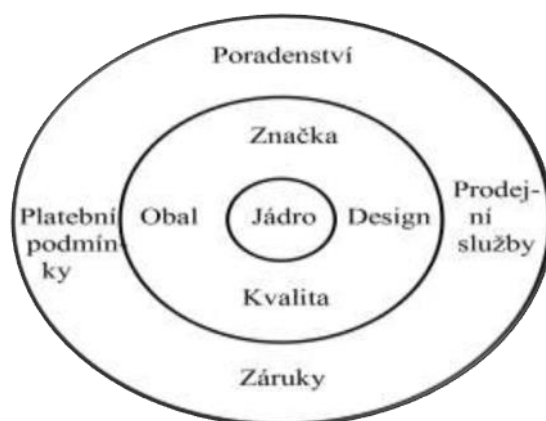 Poradenství
Značka
Platební
podmín-
ky
Obal
Jádro
Design
Prodej-
ní
služby
Kvalita
Záruky